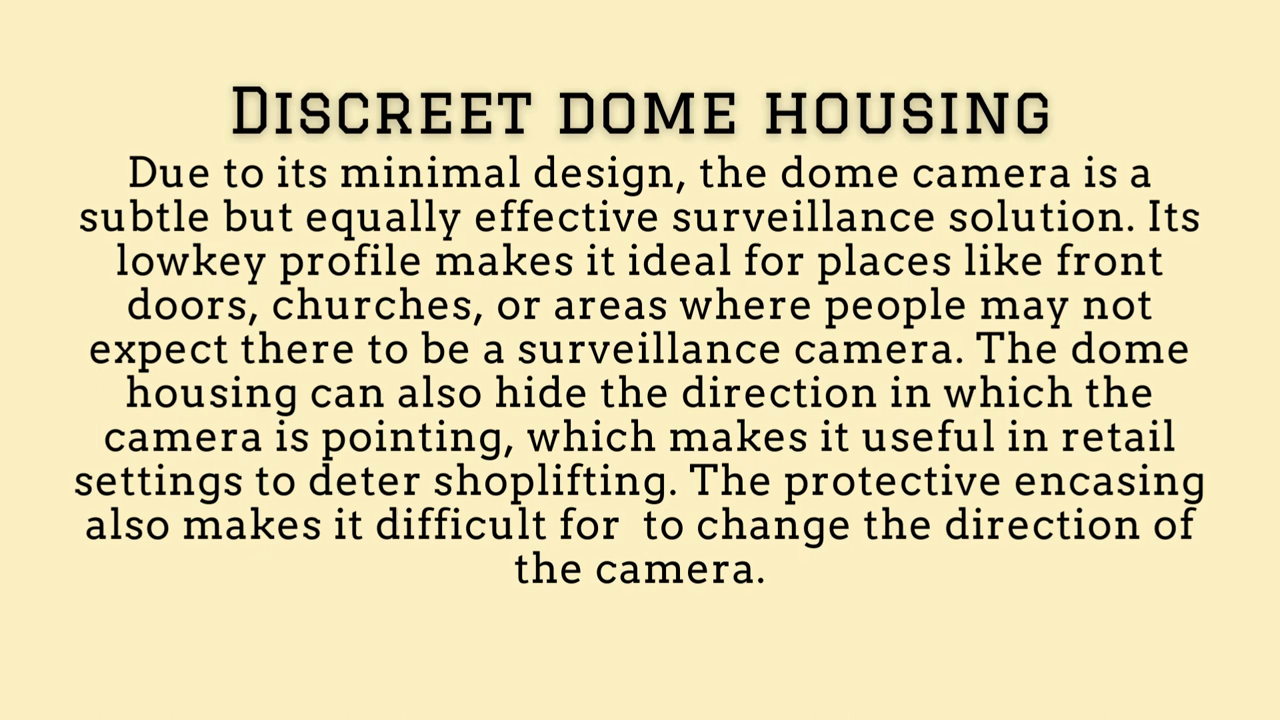 Discreet dome housing
Due to its minimal design, the dome camera is a
subtle but equally effective surveillance solution. Its
lowkey profile makes it ideal for places like front
doors, churches, or areas where people may not
expect there to be a surveillance camera. The dome
housing can also hide the direction in which the
camera is pointing, which makes it useful in retail
settings to deter shoplifting. The protective encasing
also makes it difficult for  to change the direction of
the camera.